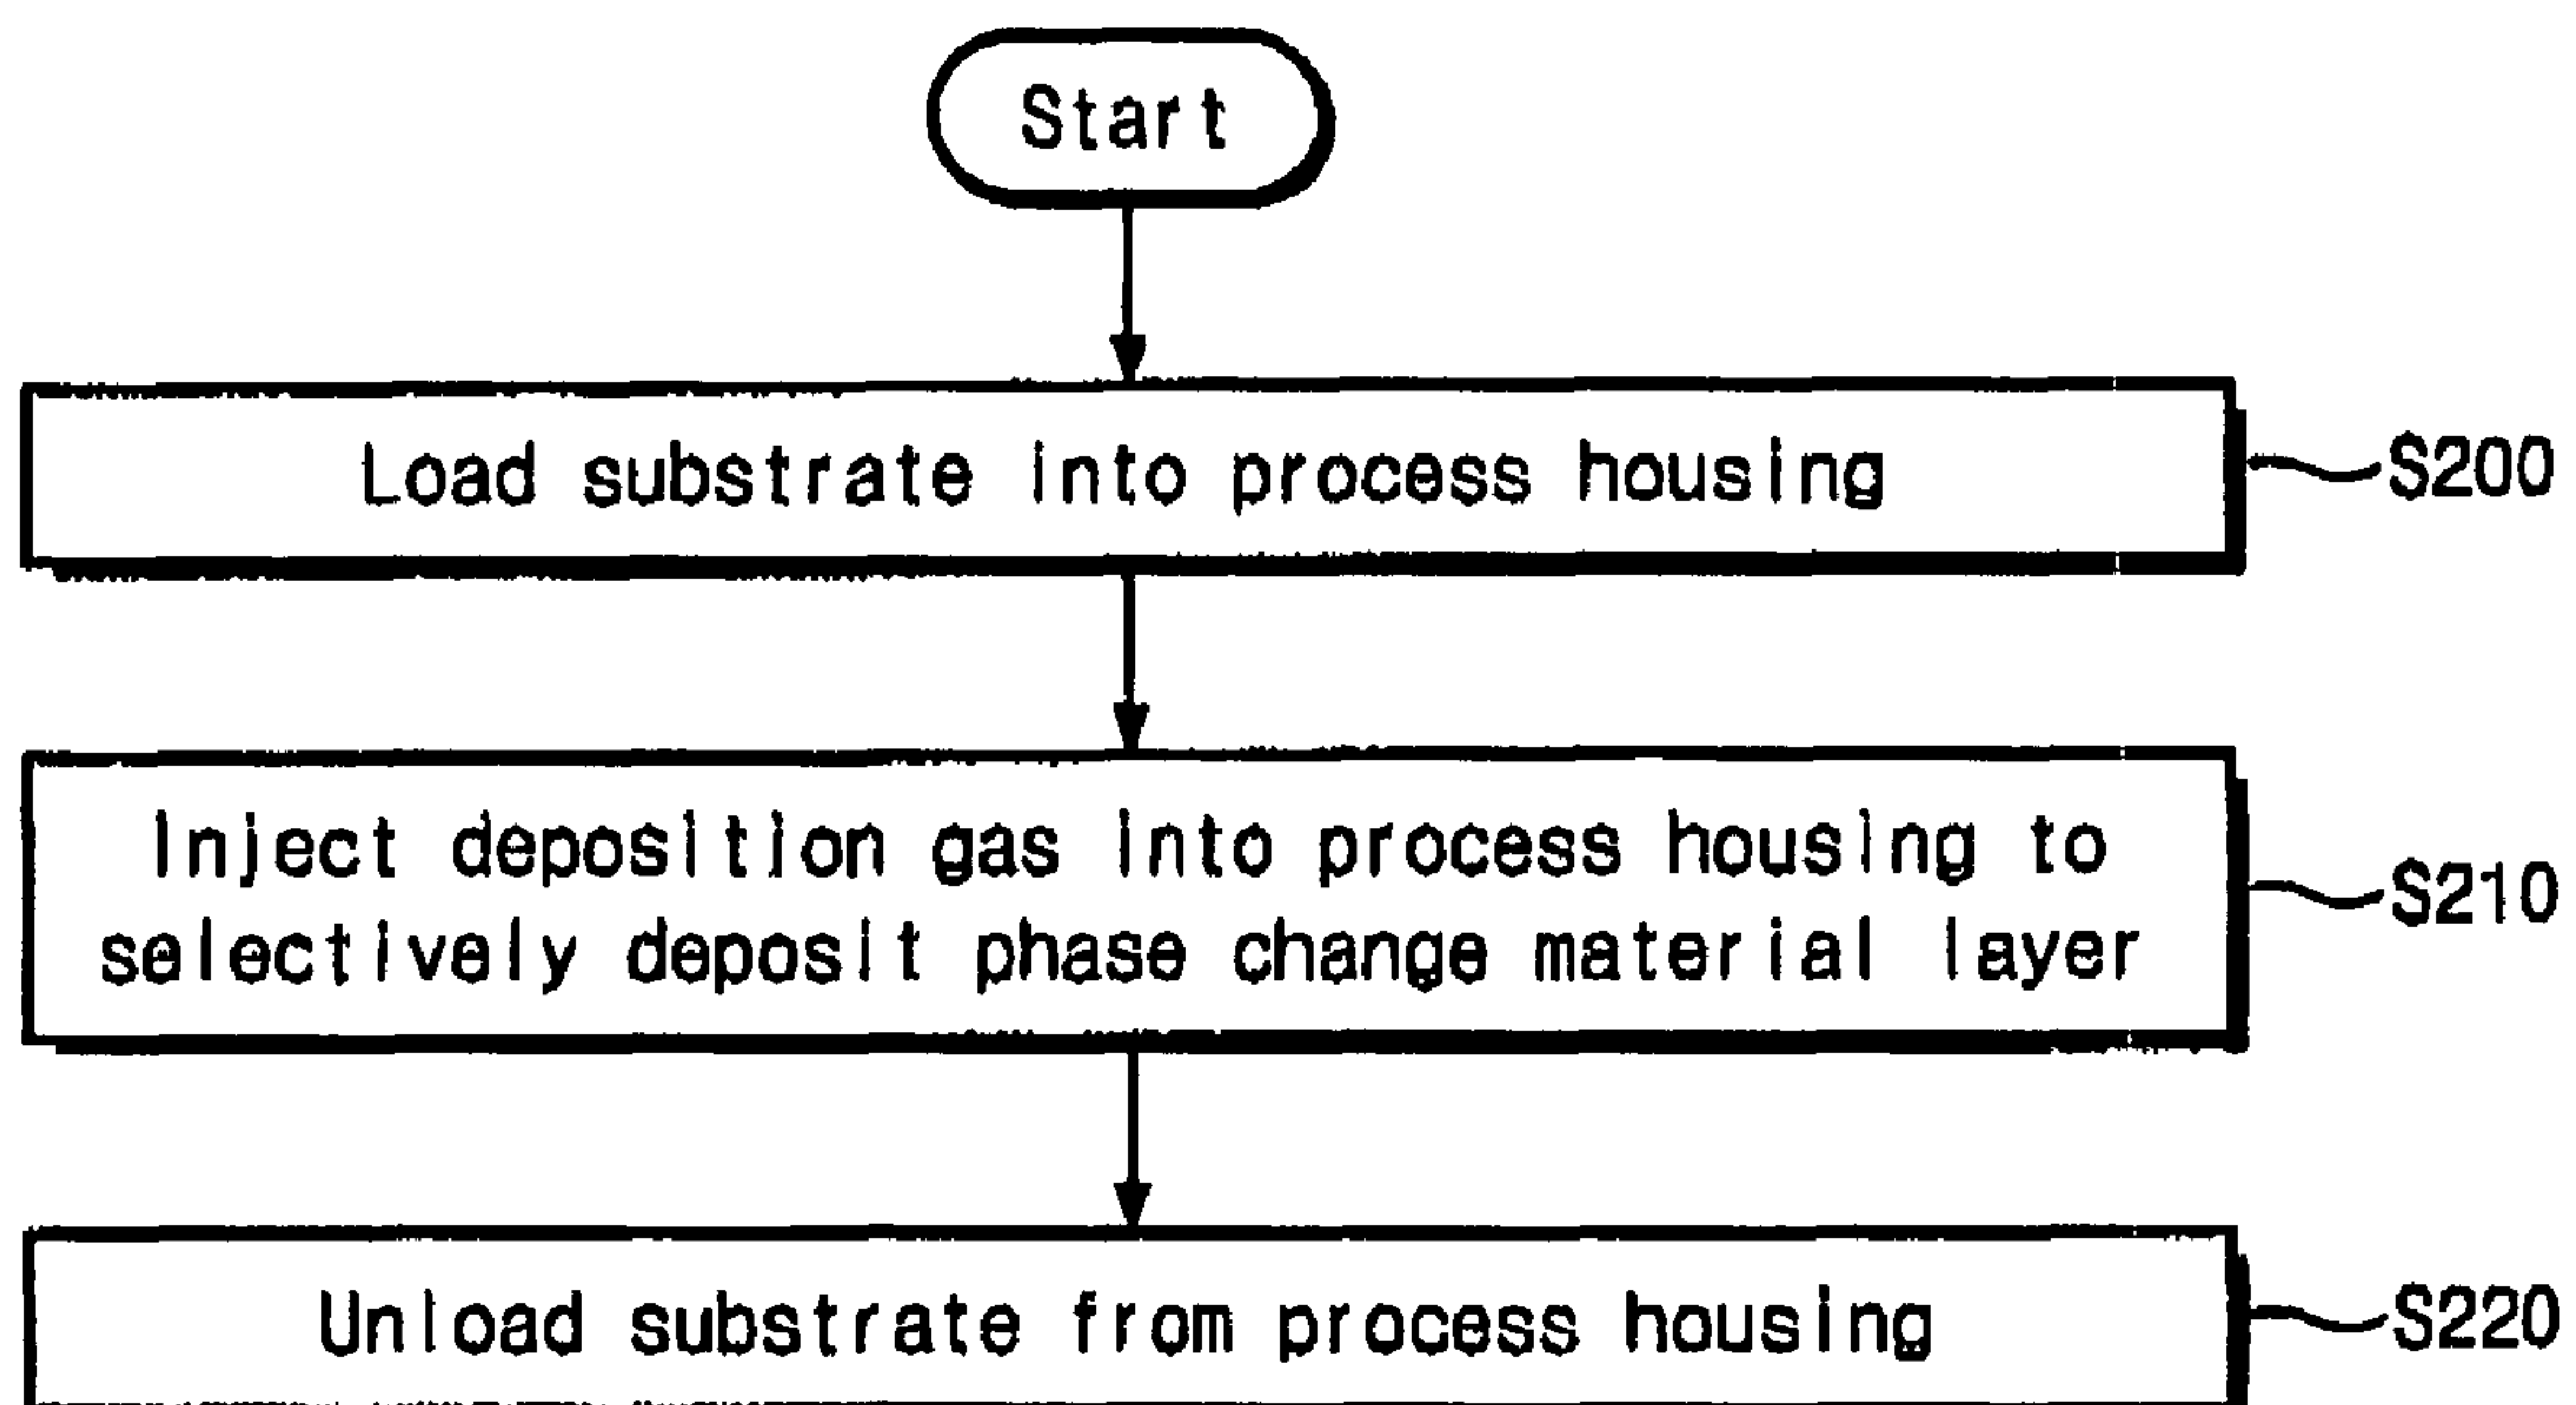 Start
Load substrate into process housing
S200
Inject deposition gas into process housing to
selectively deposit phase change material layer
S210
Unload substrate from process housing
S220